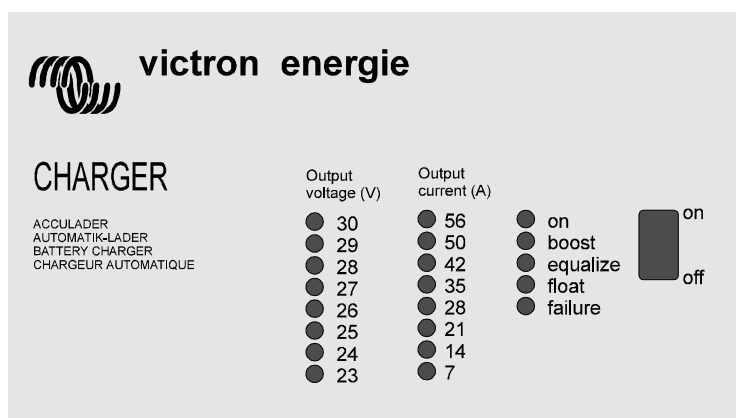 victron energie
CHARGER
ACCULADER
AUTOMATIK-LADER
BATTERY CHARGER
CHARGEUR AUTOMATIQUE
Output
voltage (V)
30
29
28
27
26
25
24
23
Output
current (A)
56
50
42
35
28
21
14
7
on
boost
equalize
float
failure
on
off